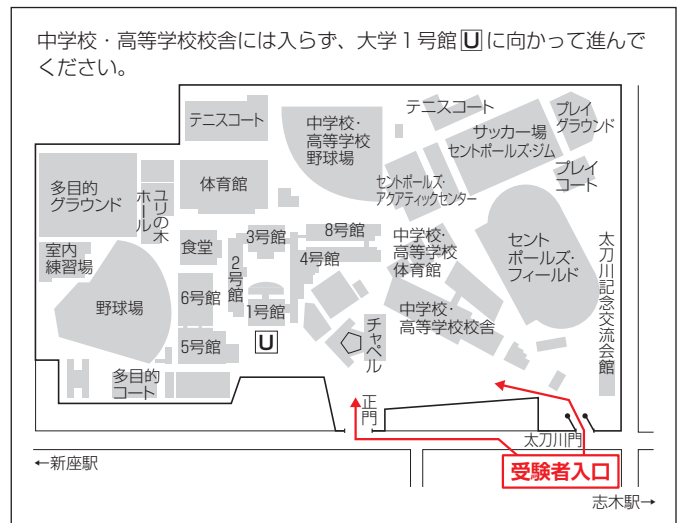 中学校・高等学校校舎には入らず、大学1号館Uに向かって進んで
ください。
テニスコート
中学校・
高等学校
野球場
テニスコート
サッカー場
セントポールズ・ジム
プレイ
グラウンド
プレイ
コート
多目的
グラウンド
ユリの木
ホール
体育館
セントポールズ・
アクアティックセンター
室内
練習場
食堂
2号館
3号館
8号館
4号館
中学校・
高等学校
体育館
セント
ポールズ・
フィールド
太刀川記念交流会館
野球場
6号館
1号館
U
5号館
チャペル
中学校・
高等学校校舎
多目的
コート
正門
太刀川門
←新座駅
受験者入口
志木駅→